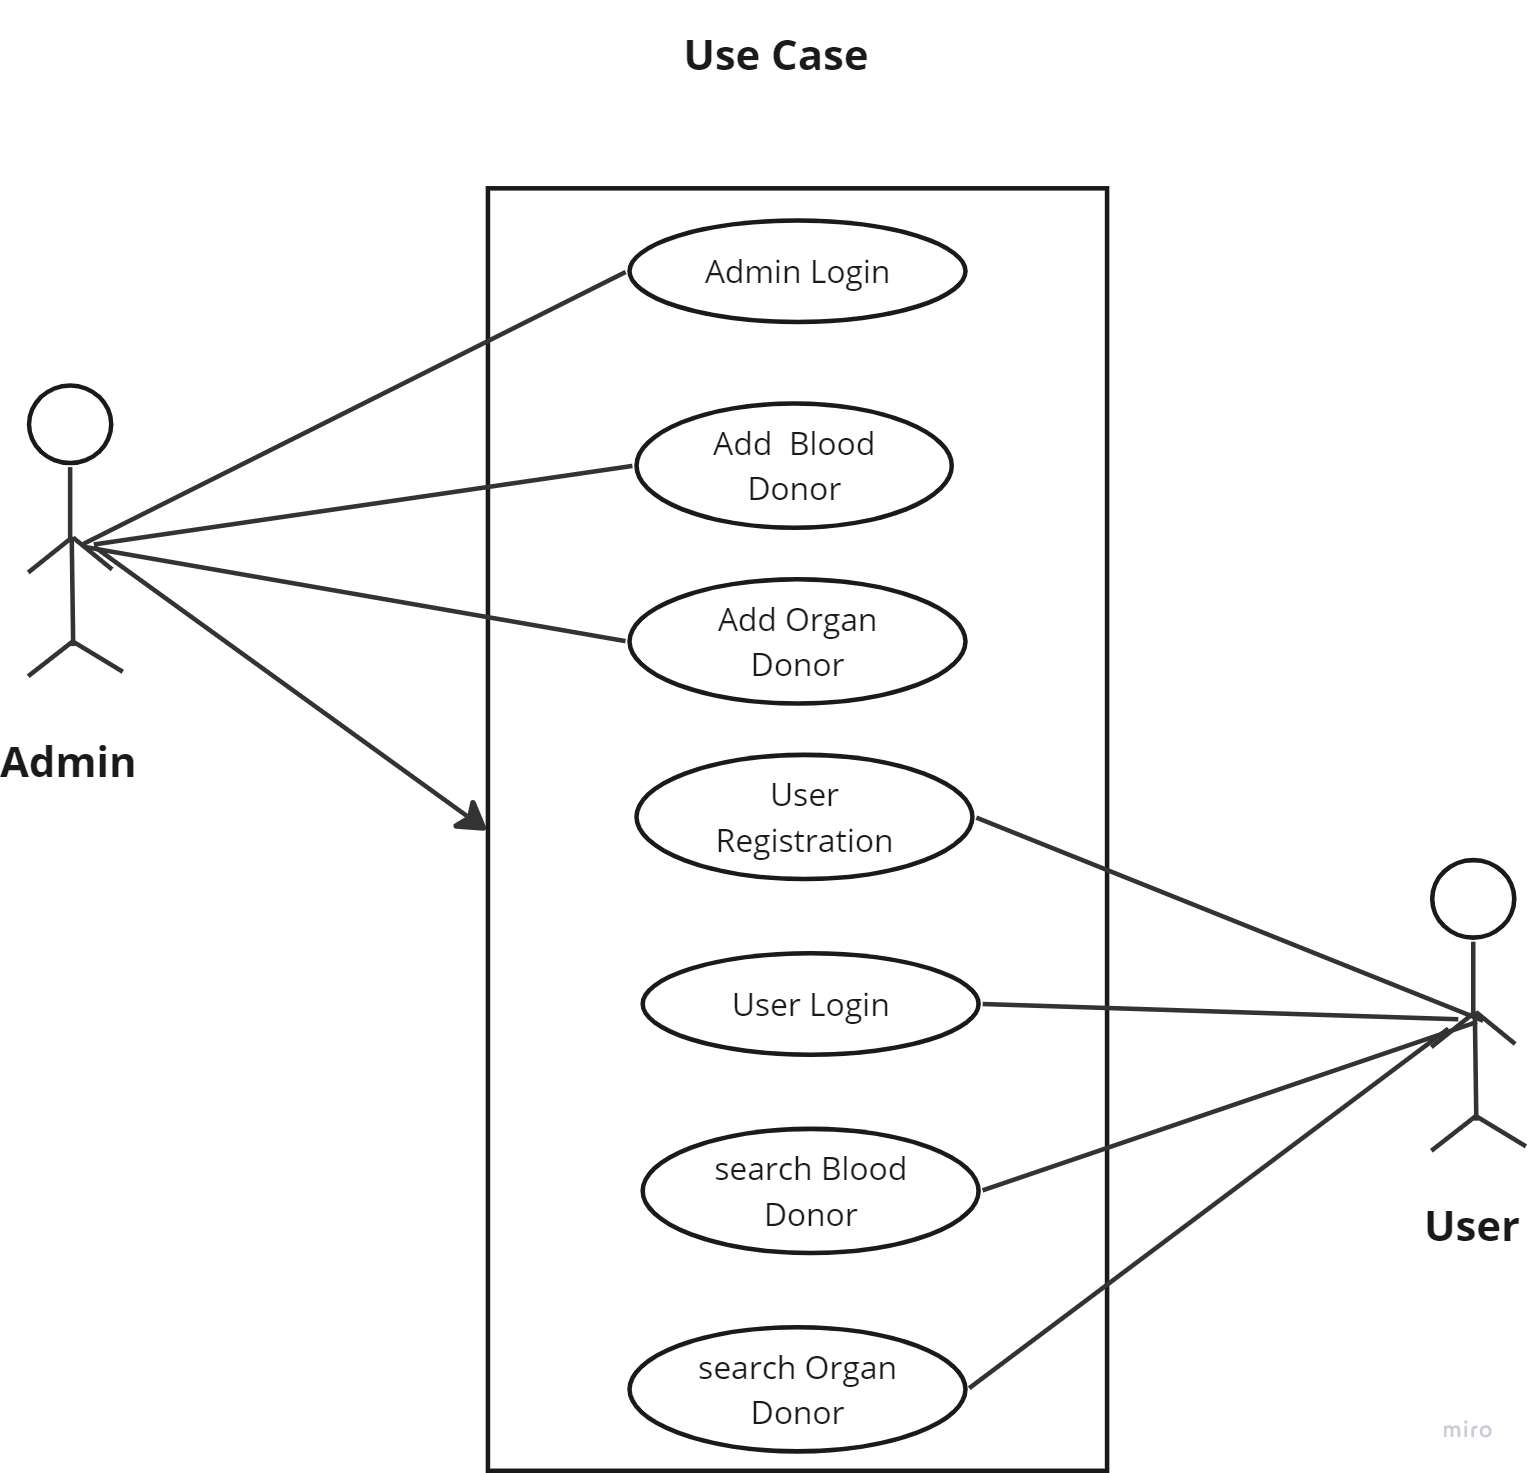 Use Case
Admin Login
Add  Blood
Donor
Add Organ
Donor
Admin
User
Registration
User Login
search Blood
Donor
User
search Organ
Donor
miro